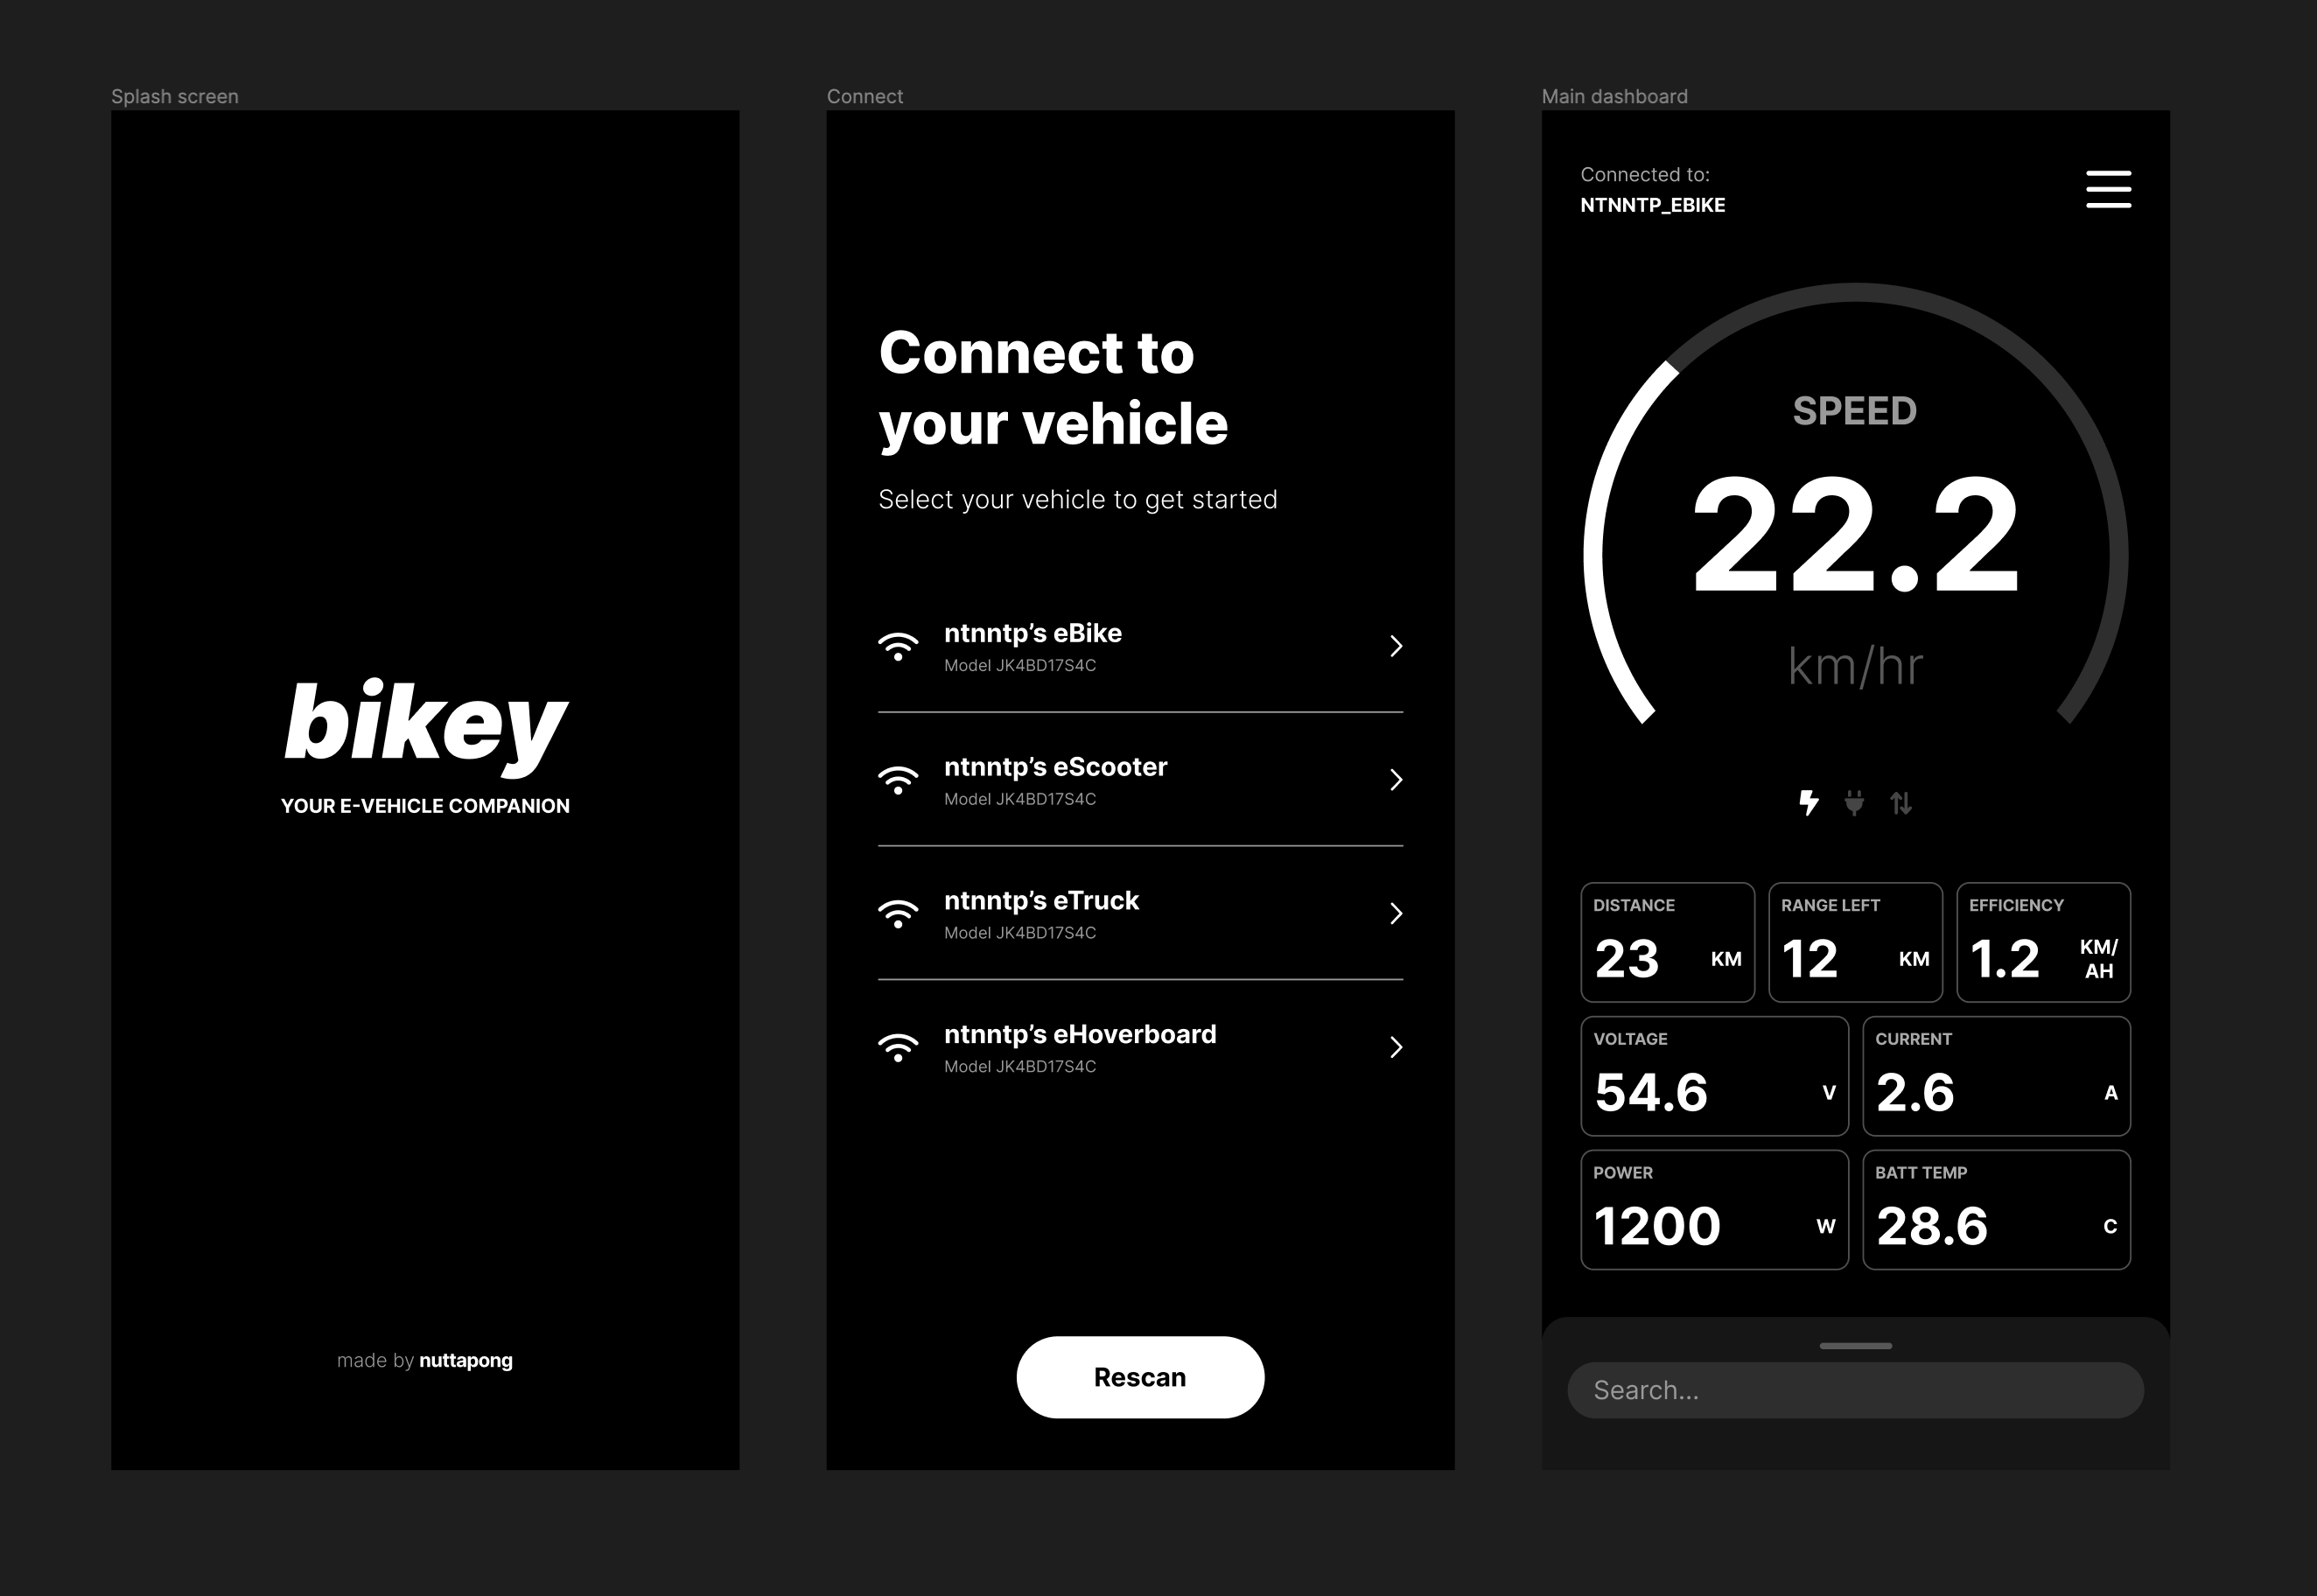 Splash screen
bikey
YOUR E-VEHICLE COMPANION
made by nuttapong
Connect
Connect to
your vehicle
Select your vehicle to get started
ntnntp’s eBike
Model JK4BD17S4C
ntnntp’s eScooter
Model JK4BD17S4C
ntnntp’s eTruck
Model JK4BD17S4C
ntnntp’s eHoverboard
Model JK4BD17S4C
Rescan
Main dashboard
Connected to:
NTNNTP_EBIKE
SPEED
22.2
km/hr
DISTANCE
23 KM
RANGE LEFT
12 KM
EFFICIENCY
1.2 KM/
AH
VOLTAGE
54.6 V
CURRENT
2.6 A
POWER
1200 W
BATT TEMP
28.6 C
Search...